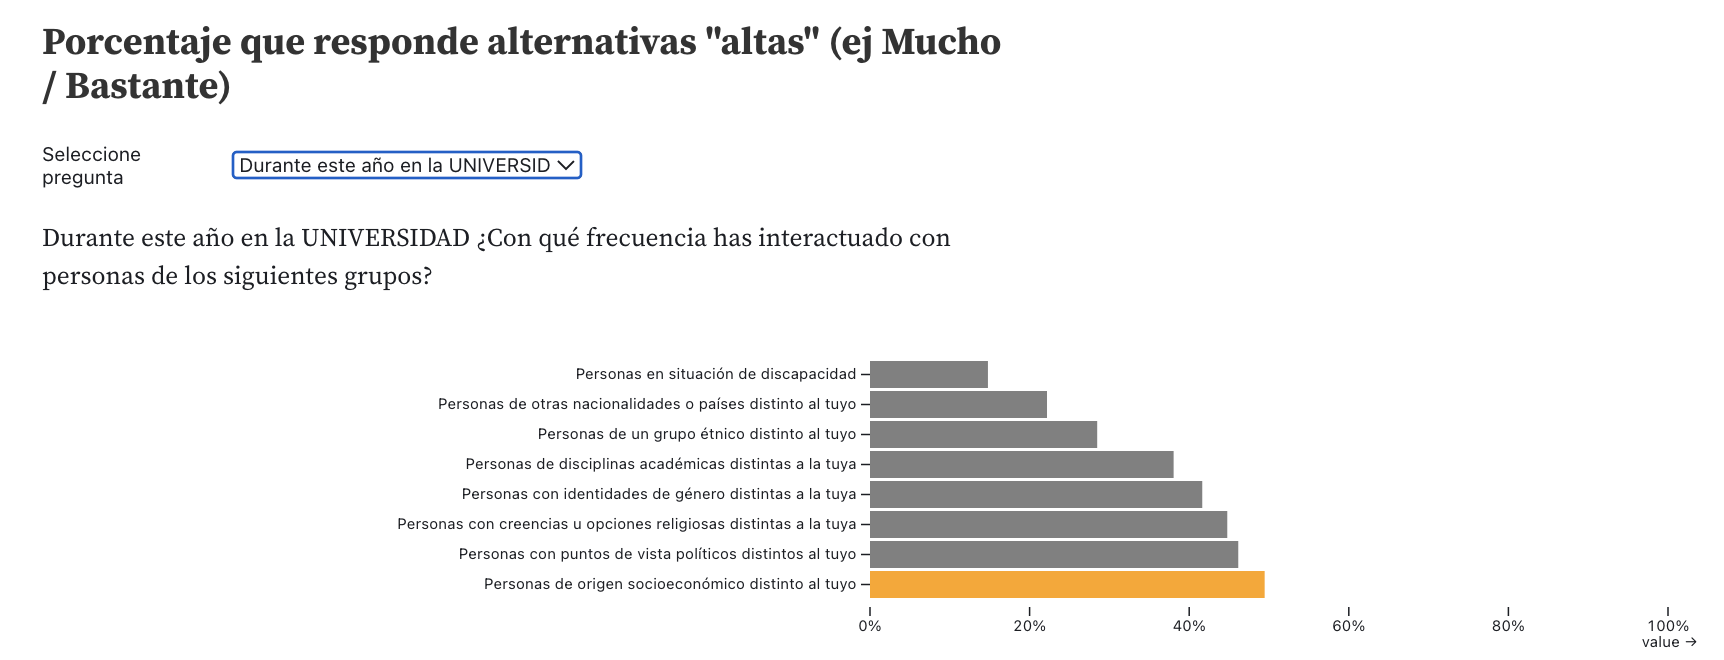 Porcentaje que responde alternativas "altas" (ej Mucho
/ Bastante)
Seleccione
pregunta
Durante este año en la UNIVERSID
Durante este año en la UNIVERSIDAD ¿Con qué frecuencia has interactuado con
personas de los siguientes grupos?
Personas en situación de discapacidad
Personas de otras nacionalidades o países distinto al tuyo
Personas de un grupo étnico distinto al tuyo
Personas de disciplinas académicas distintas a la tuya
Personas con identidades de género distintas a la tuya
Personas con creencias u opciones religiosas distintas a la tuya
Personas con puntos de vista políticos distintos al tuyo
Personas de origen socioeconómico distinto al tuyo
0% 20% 40% 60% 80% 100%
value →